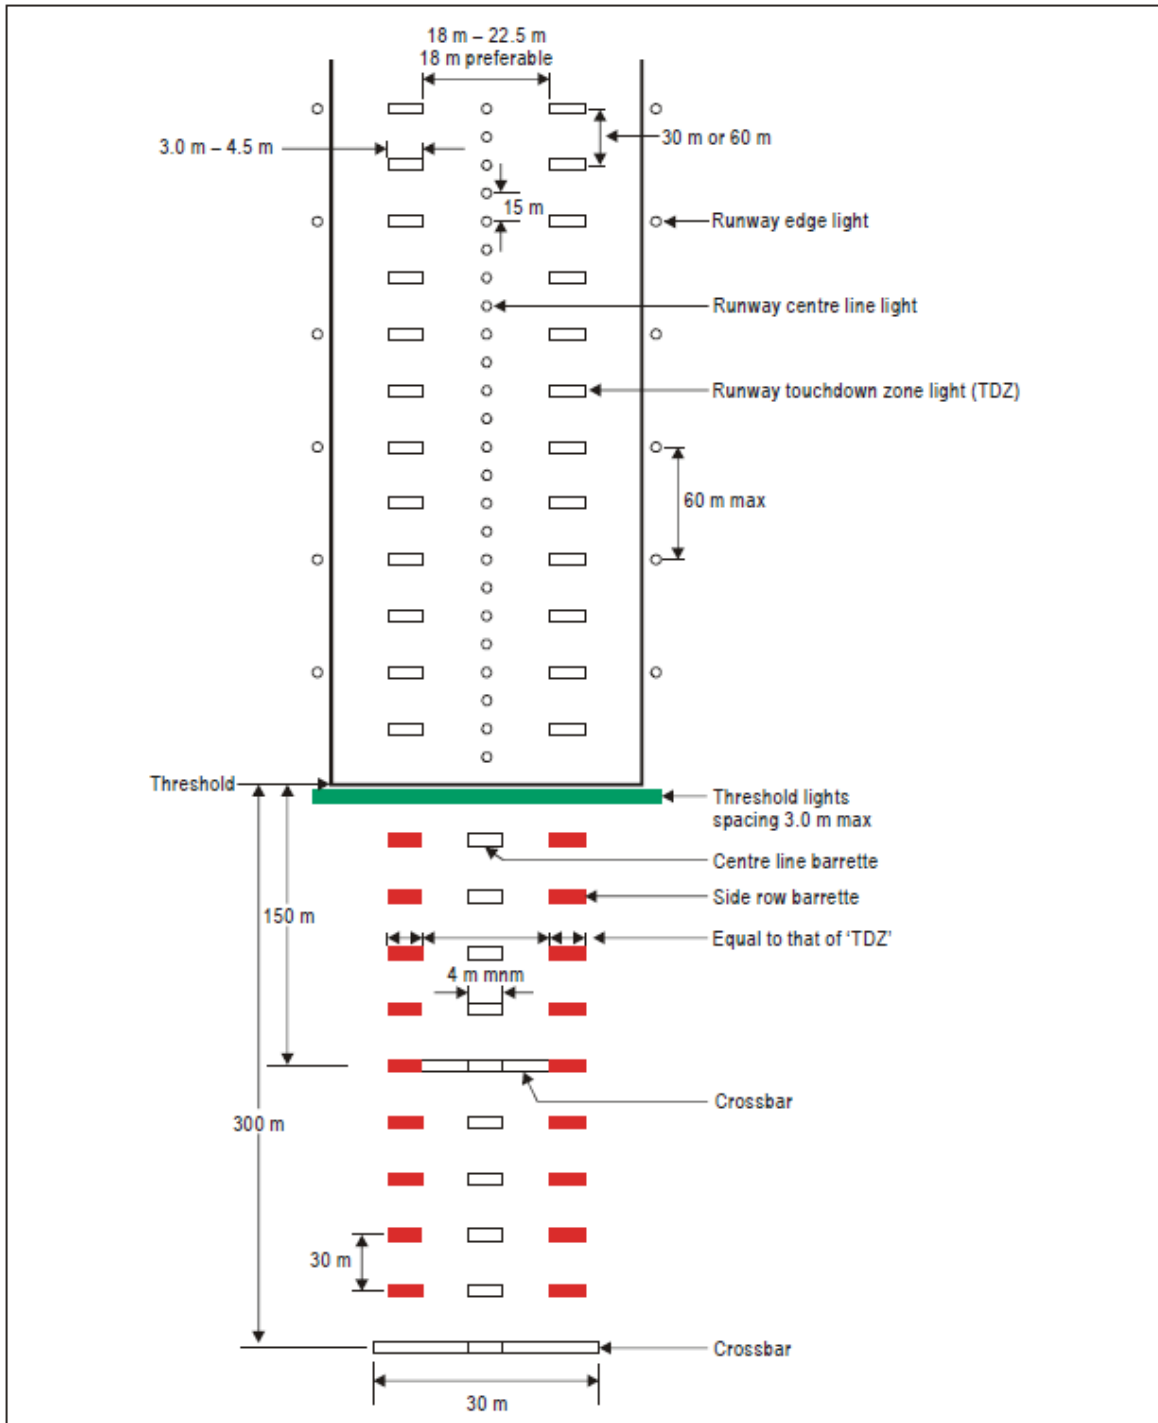 18 m – 22.5 m
18 m preferable
30 m or 60 m
3.0 m – 4.5 m
15 m
Runway edge light
Runway centre line light
Runway touchdown zone light (TDZ)
60 m max
Threshold
Threshold lights
spacing 3.0 m max
Centre line barrette
Side row barrette
150 m
Equal to that of ‘TDZ’
4 m mnm
Crossbar
300 m
30 m
Crossbar
30 m